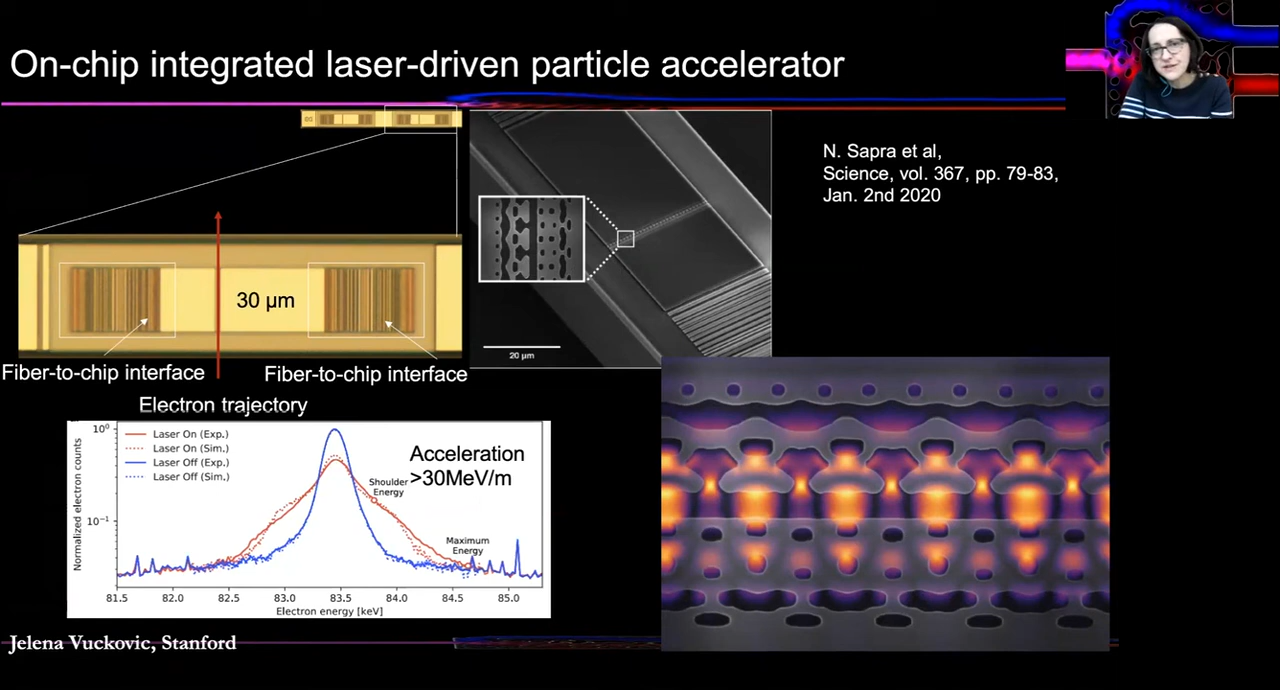 On-chip integrated laser-driven particle accelerator
N. Sapra et al,
Science, vol. 367, pp. 79-83,
Jan. 2nd 2020
30 µm
Fiber-to-chip interface
Fiber-to-chip interface
20 µm
Electron trajectory
Laser On (Exp.)
Laser On (Sim.)
Laser Off (Exp.)
Laser Off (Sim.)
Acceleration
>30MeV/m
Shoulder
Energy
Maximum
Energy
Normalized electron counts
10⁰
10⁻¹
81.5 82.0 82.5 83.0 83.5 84.0 84.5 85.0
Electron energy [keV]
Jelena Vuckovic, Stanford